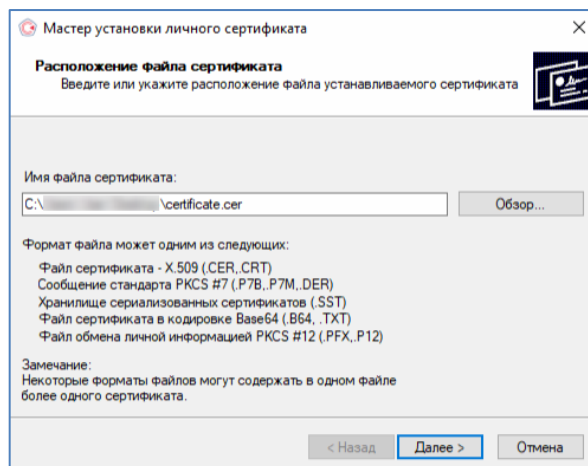 Мастер установки личного сертификата
Расположение файла сертификата
Введите или укажите расположение файла устанавливаемого сертификата
Имя файла сертификата:
C:\ \certificate.cer
Обзор...
Формат файла может одним из следующих:
Файл сертификата - X.509 (.CER,.CRT)
Сообщение стандарта PKCS #7 (.P7B,.P7M,.DER)
Хранилище сериализованных сертификатов (.SST)
Файл сертификата в кодировке Base64 (.B64, .TXT)
Файл обмена личной информацией PKCS #12 (.PFX,.P12)
Замечание:
Некоторые форматы файлов могут содержать в одном файле
более одного сертификата.
< Назад
Далее >
Отмена